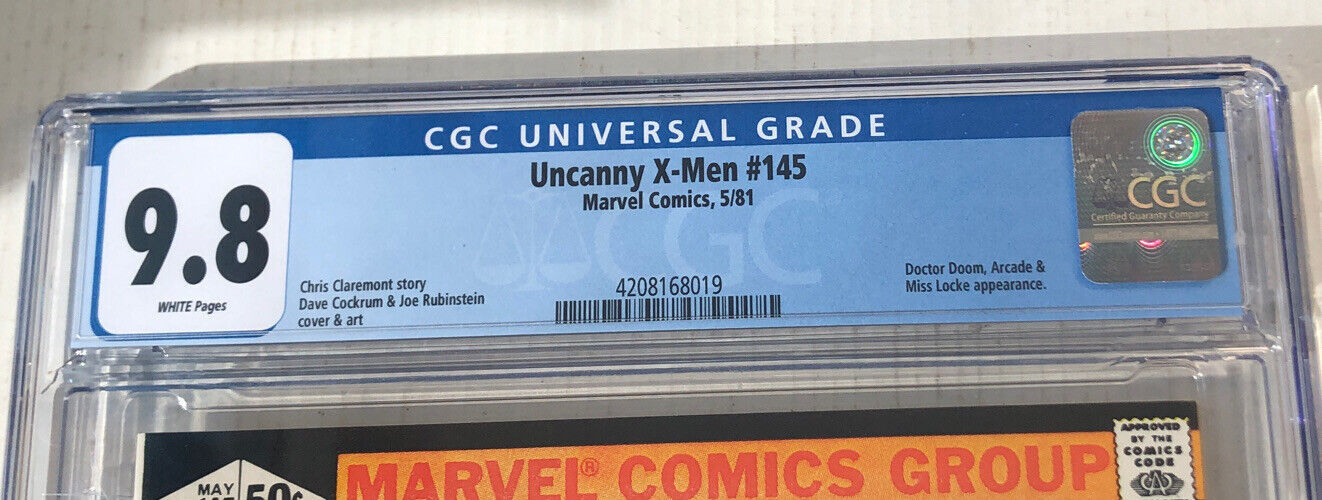 CGC UNIVERSAL GRADE
9.8
WHITE Pages
Uncanny X-Men #145
Marvel Comics, 5/81
CGC
Chris Claremont story
Dave Cockrum & Joe Rubinstein
cover & art
4208168019
Doctor Doom, Arcade &
Miss Locke appearance.
CGC
Certified Guaranty Company
MARVEL® COMICS GROUP
MAY
50¢
APPROVED
BY THE
COMICS
CODE